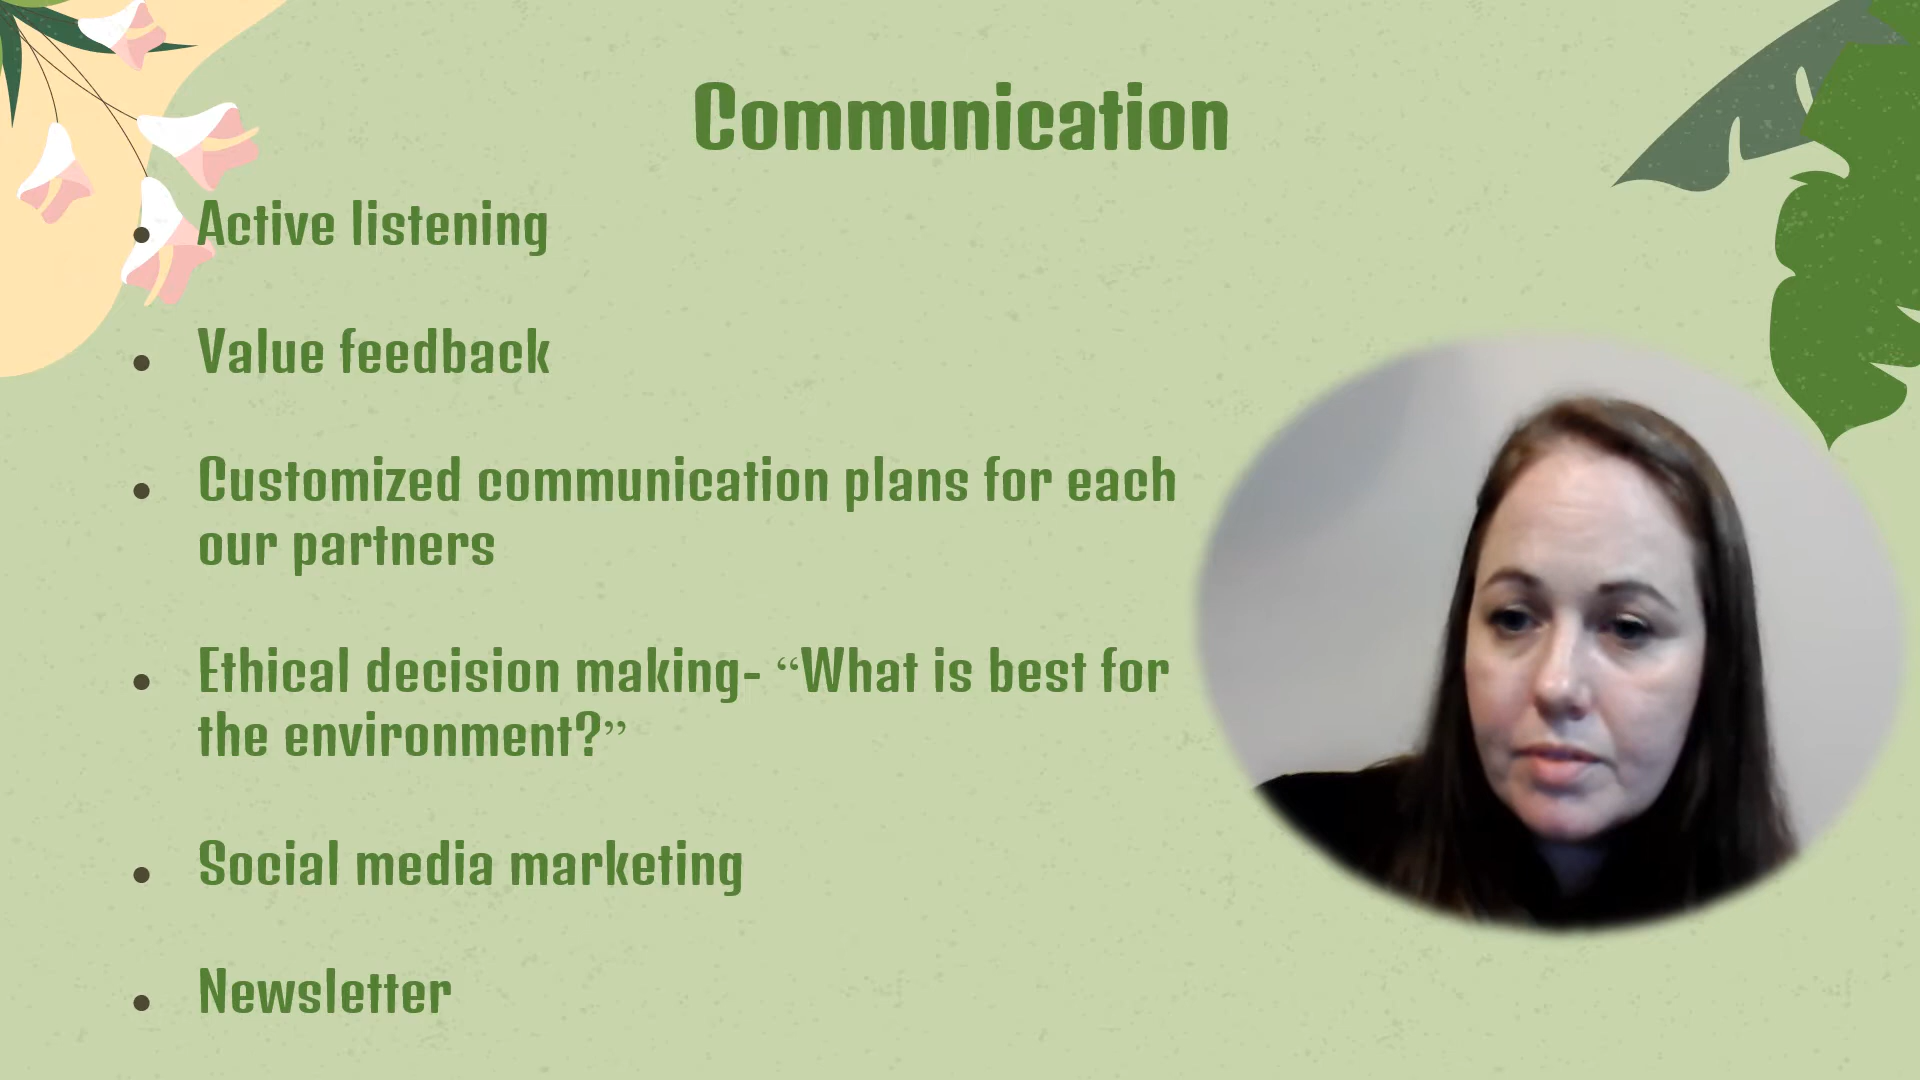 Communication
• Active listening
• Value feedback
• Customized communication plans for each
our partners
• Ethical decision making- “What is best for
the environment?”
• Social media marketing
• Newsletter